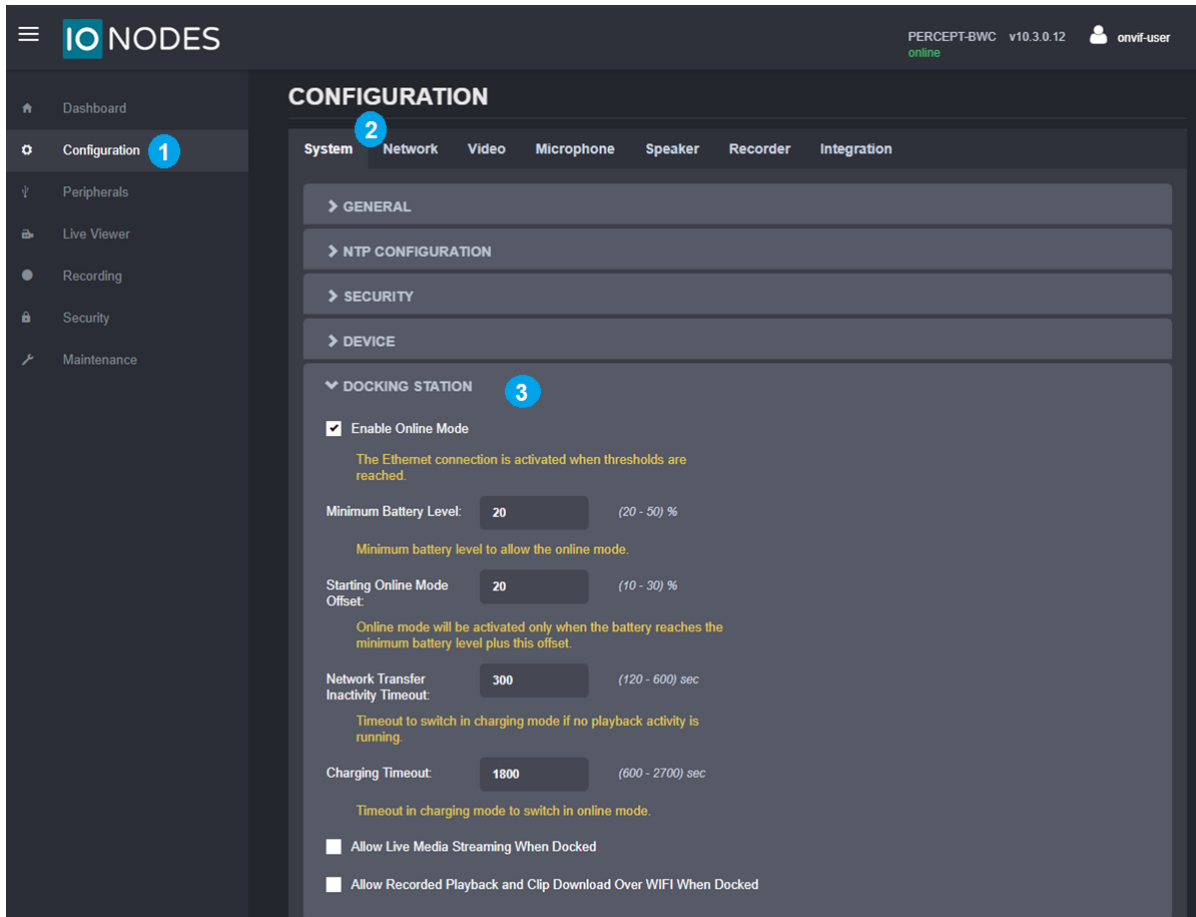 IONODES
PERCEPT-BWC v10.3.0.12
online
onvif-user
Dashboard
Configuration 1
Peripherals
Live Viewer
Recording
Security
Maintenance
CONFIGURATION
2
System Network Video Microphone Speaker Recorder Integration
GENERAL
NTP CONFIGURATION
SECURITY
DEVICE
DOCKING STATION 3
Enable Online Mode
The Ethernet connection is activated when thresholds are
reached.
Minimum Battery Level: 20 (20 - 50) %
Minimum battery level to allow the online mode.
Starting Online Mode
Offset: 20 (10 - 30) %
Online mode will be activated only when the battery reaches the
minimum battery level plus this offset.
Network Transfer
Inactivity Timeout: 300 (120 - 600) sec
Timeout to switch in charging mode if no playback activity is
running.
Charging Timeout: 1800 (600 - 2700) sec
Timeout in charging mode to switch in online mode.
Allow Live Media Streaming When Docked
Allow Recorded Playback and Clip Download Over WIFI When Docked